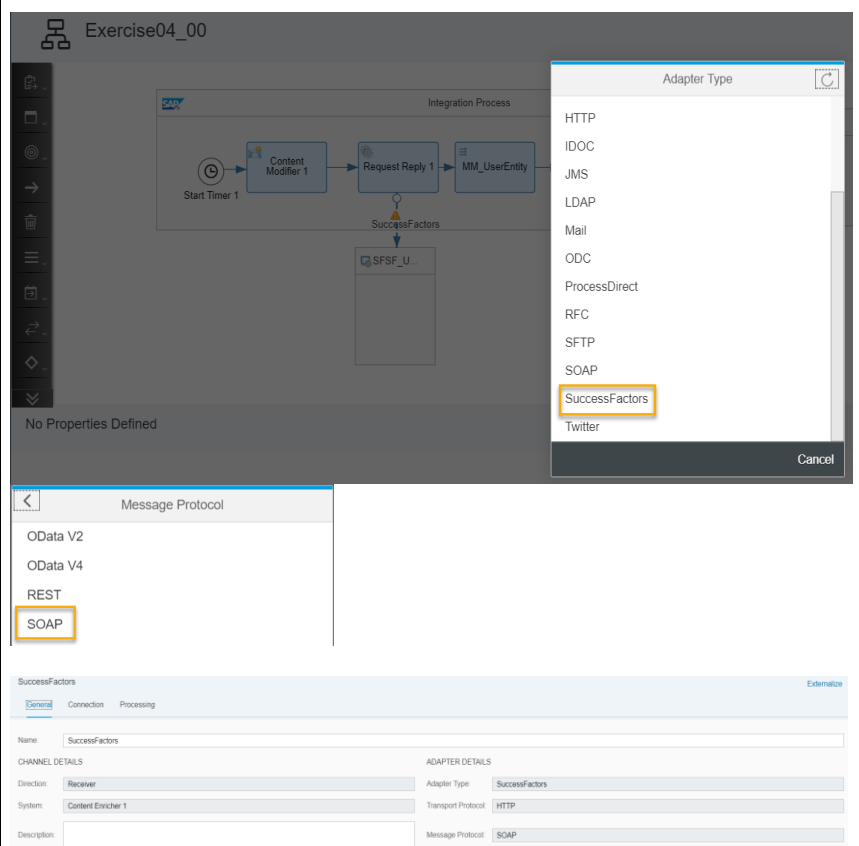 Exercise04_00
Adapter Type
SAP
Integration Process
HTTP
IDOC
JMS
LDAP
Mail
ODC
ProcessDirect
RFC
SFTP
SOAP
SuccessFactors
Twitter
Cancel
Content
Modifier 1
Request Reply 1
MM_UserEntity
Start Timer 1
SuccessFactors
SFSF_U...
No Properties Defined
Message Protocol
OData V2
OData V4
REST
SOAP
SuccessFactors
Externalize
General Connection Processing
Name: SuccessFactors
CHANNEL DETAILS ADAPTER DETAILS
Direction: Receiver Adapter Type: SuccessFactors
System: Content Enricher 1 Transport Protocol: HTTP
Description: Message Protocol: SOAP